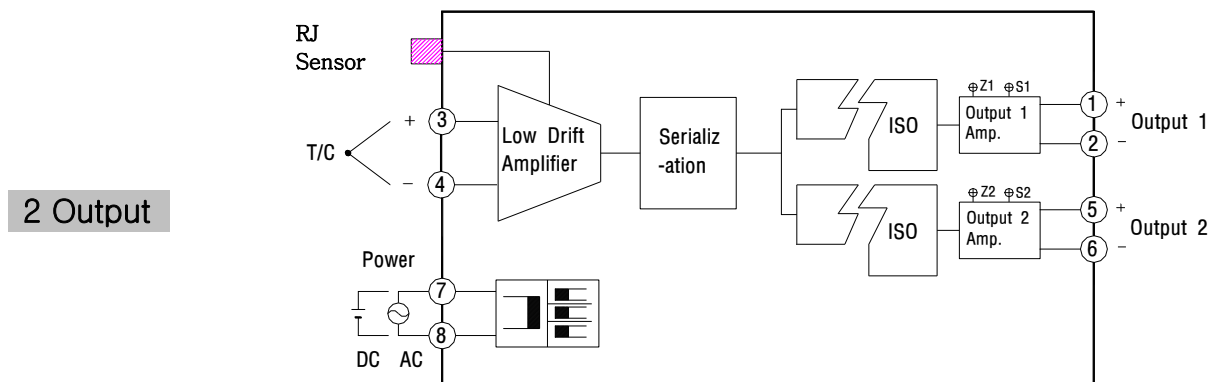 2 Output
RJ
Sensor
T/C
+
−
3
4
Low Drift
Amplifier
Serializ
-ation
ISO
Z1 S1
Output 1
Amp.
1
2
+
−
Output 1
ISO
Z2 S2
Output 2
Amp.
5
6
+
−
Output 2
Power
7
8
DC AC